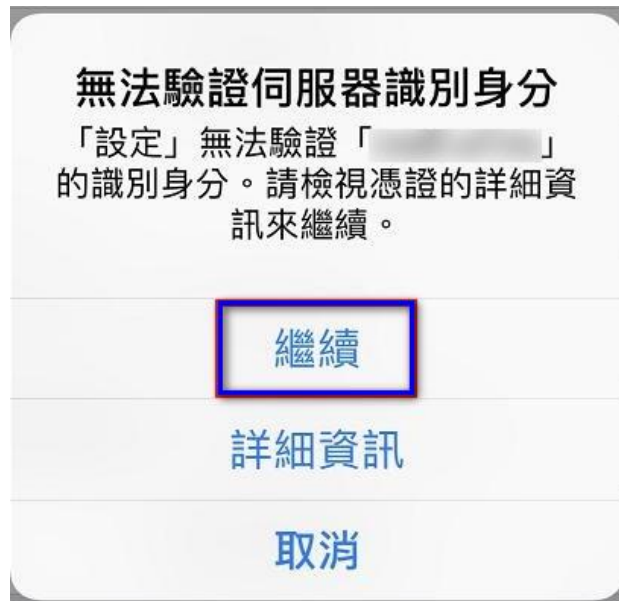 無法驗證伺服器識別身分
「設定」無法驗證「」
的識別身分。請檢視憑證的詳細資
訊來繼續。
繼續
詳細資訊
取消